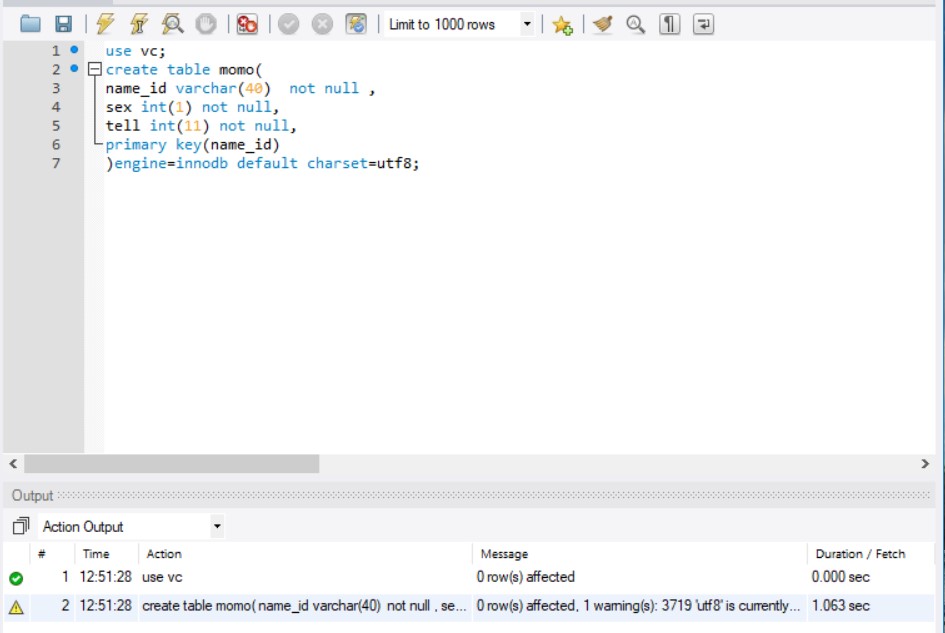 Limit to 1000 rows
1 use vc;
2 create table momo(
3 name_id varchar(40)  not null ,
4 sex int(1) not null,
5 tell int(11) not null,
6 primary key(name_id)
7 )engine=innodb default charset=utf8;
Output
Action Output
# Time Action Message Duration / Fetch
1 12:51:28 use vc 0 row(s) affected 0.000 sec
2 12:51:28 create table momo( name_id varchar(40)  not null , se... 0 row(s) affected, 1 warning(s): 3719 'utf8' is currently... 1.063 sec